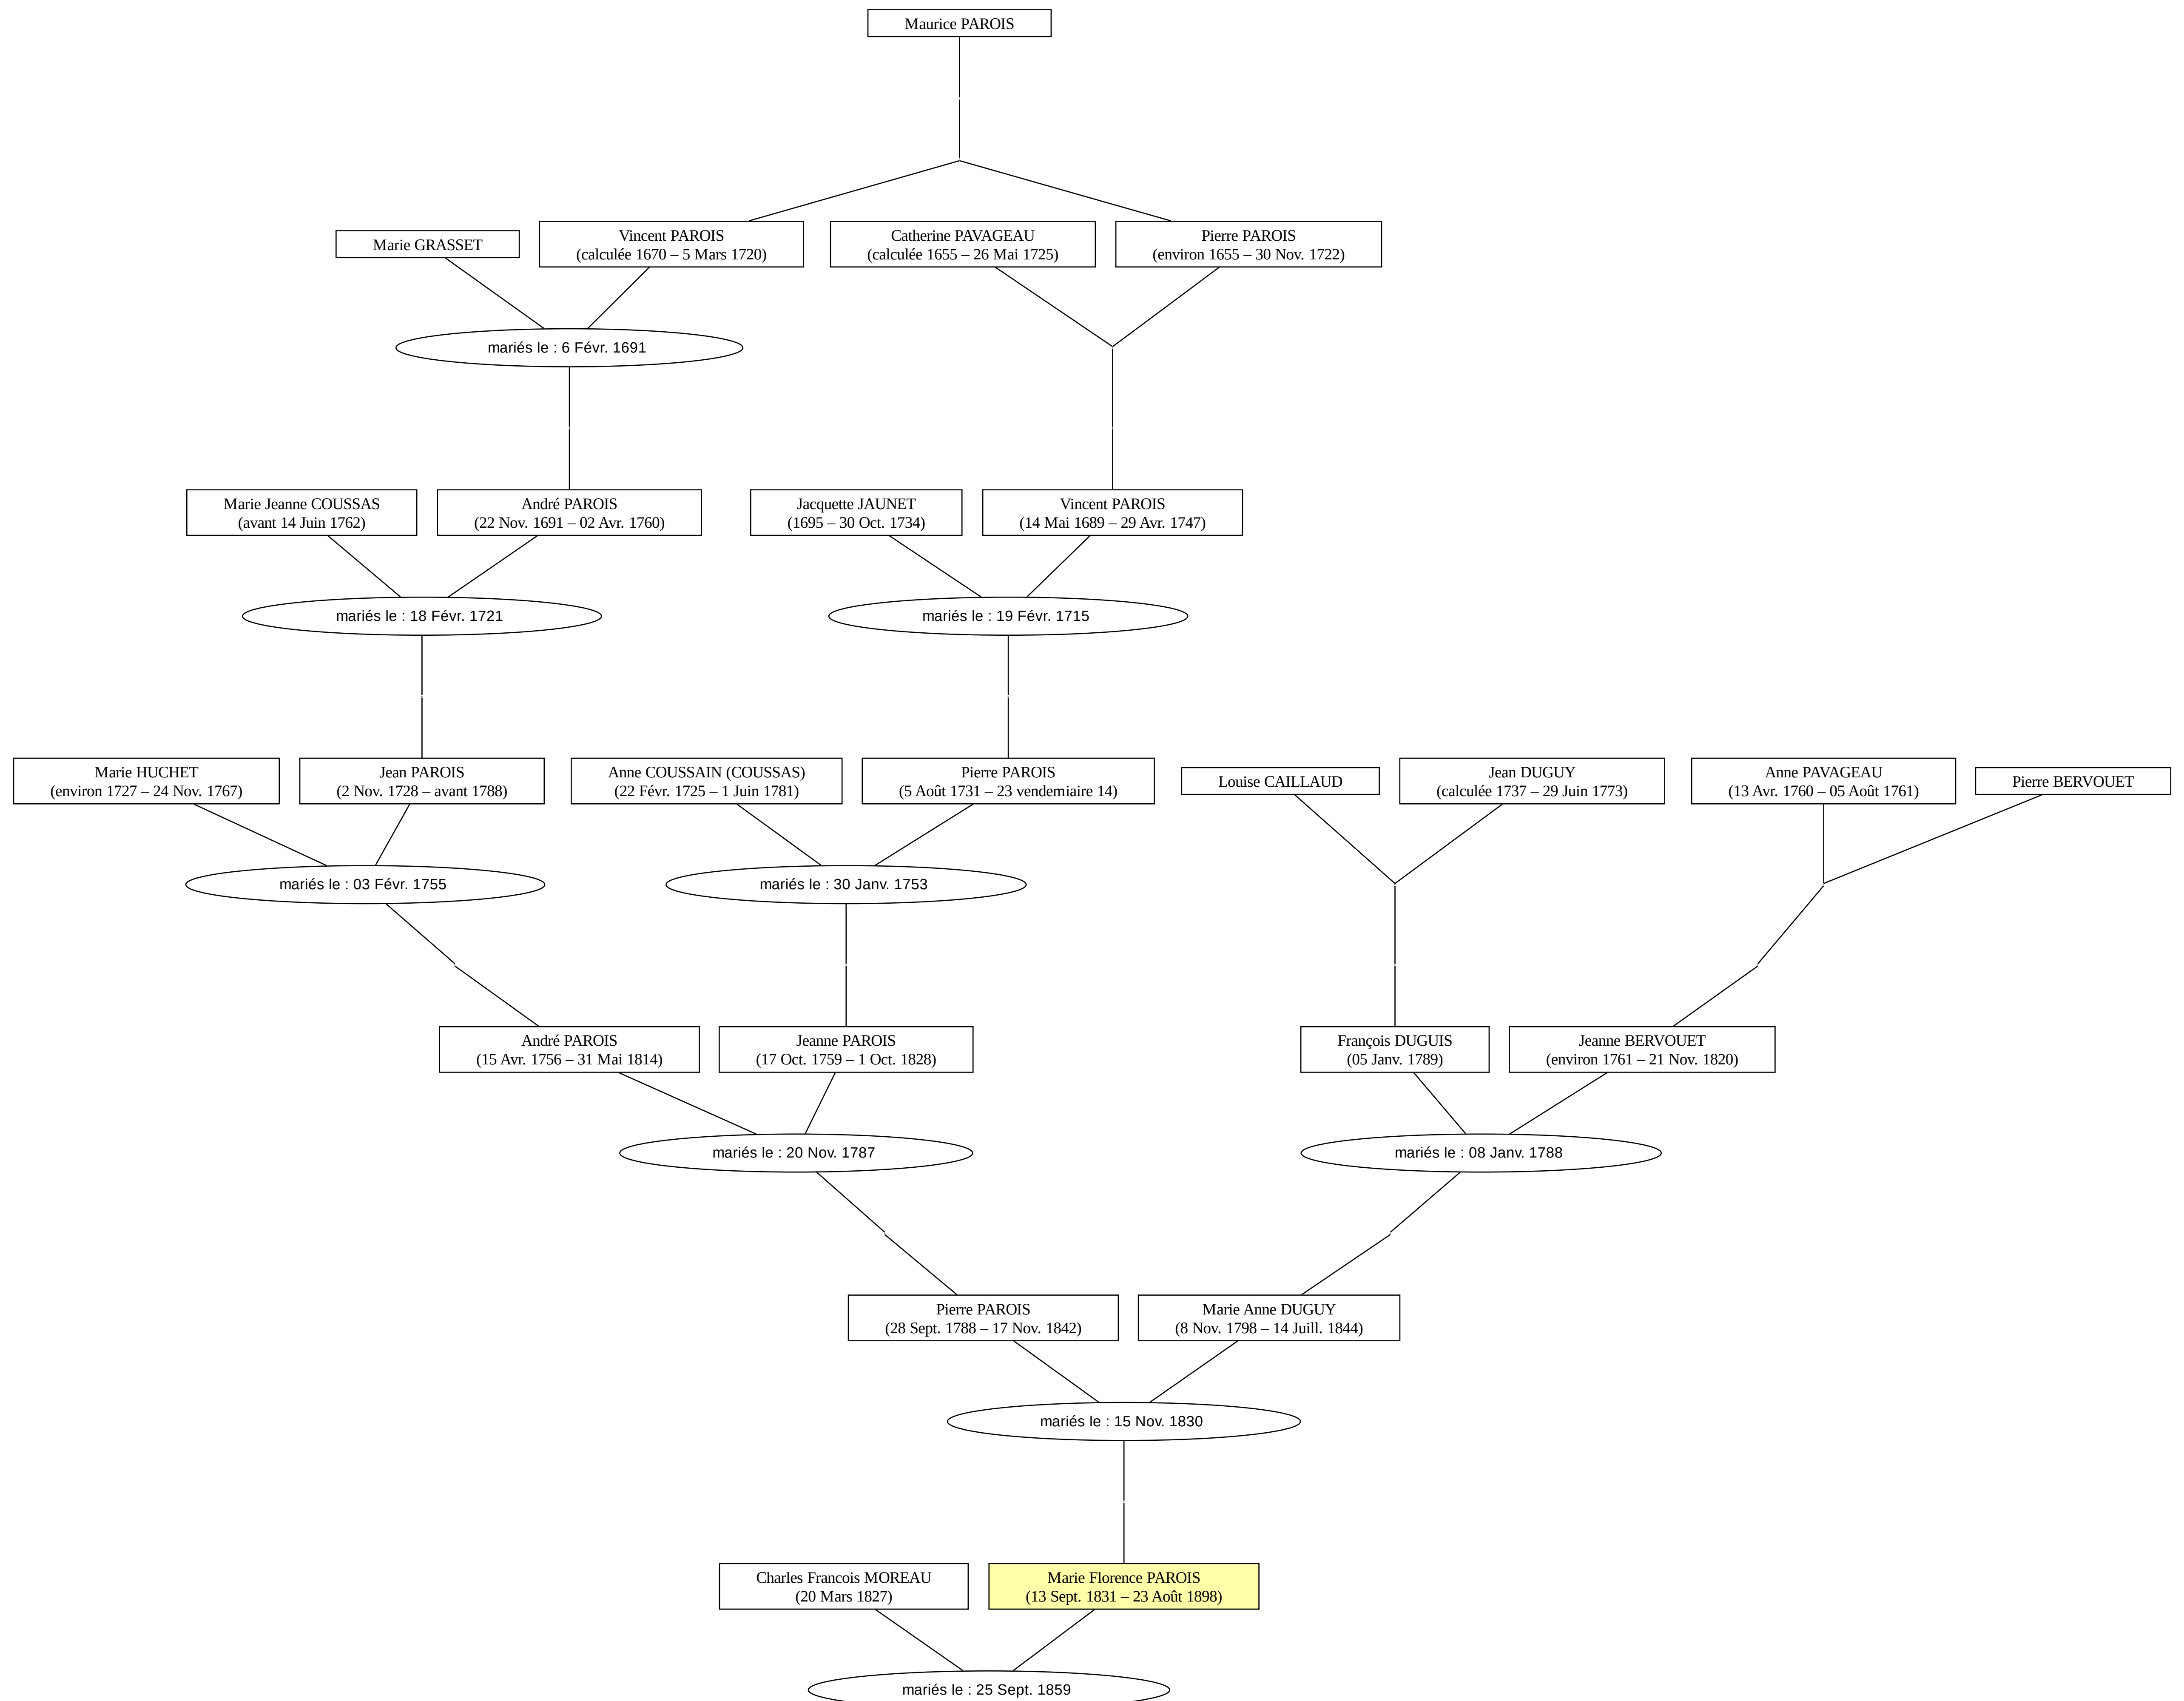 Maurice PAROIS
Marie GRASSET
Vincent PAROIS
(calculée 1670 – 5 Mars 1720)
Catherine PAVAGEAU
(calculée 1655 – 26 Mai 1725)
Pierre PAROIS
(environ 1655 – 30 Nov. 1722)
mariés le : 6 Févr. 1691
Marie Jeanne COUSSAS
(avant 14 Juin 1762)
André PAROIS
(22 Nov. 1691 – 02 Avr. 1760)
Jacquette JAUNET
(1695 – 30 Oct. 1734)
Vincent PAROIS
(14 Mai 1689 – 29 Avr. 1747)
mariés le : 18 Févr. 1721
mariés le : 19 Févr. 1715
Marie HUCHET
(environ 1727 – 24 Nov. 1767)
Jean PAROIS
(2 Nov. 1728 – avant 1788)
Anne COUSSAIN (COUSSAS)
(22 Févr. 1725 – 1 Juin 1781)
Pierre PAROIS
(5 Août 1731 – 23 vendemiaire 14)
Louise CAILLAUD
Jean DUGUY
(calculée 1737 – 29 Juin 1773)
Anne PAVAGEAU
(13 Avr. 1760 – 05 Août 1761)
Pierre BERVOUET
mariés le : 03 Févr. 1755
mariés le : 30 Janv. 1753
André PAROIS
(15 Avr. 1756 – 31 Mai 1814)
Jeanne PAROIS
(17 Oct. 1759 – 1 Oct. 1828)
François DUGUIS
(05 Janv. 1789)
Jeanne BERVOUET
(environ 1761 – 21 Nov. 1820)
mariés le : 20 Nov. 1787
mariés le : 08 Janv. 1788
Pierre PAROIS
(28 Sept. 1788 – 17 Nov. 1842)
Marie Anne DUGUY
(8 Nov. 1798 – 14 Juill. 1844)
mariés le : 15 Nov. 1830
Charles Francois MOREAU
(20 Mars 1827)
Marie Florence PAROIS
(13 Sept. 1831 – 23 Août 1898)
mariés le : 25 Sept. 1859